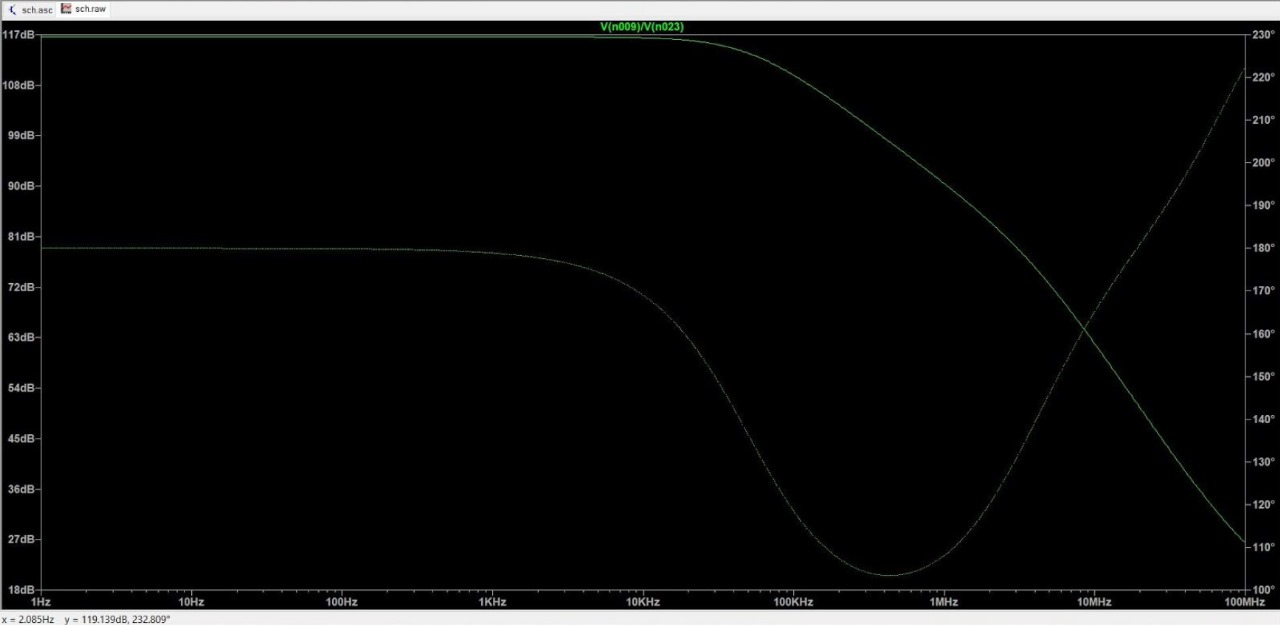 sch.asc sch.raw
V(n009)/V(n023)
117dB 230°
108dB 220°
99dB 210°
90dB 200°
81dB 190°
72dB 180°
63dB 170°
54dB 160°
45dB 150°
36dB 140°
27dB 130°
18dB 120°
110°
100°
1Hz 10Hz 100Hz 1KHz 10KHz 100KHz 1MHz 10MHz 100MHz
x = 2.085Hz y = 119.139dB, 232.809°